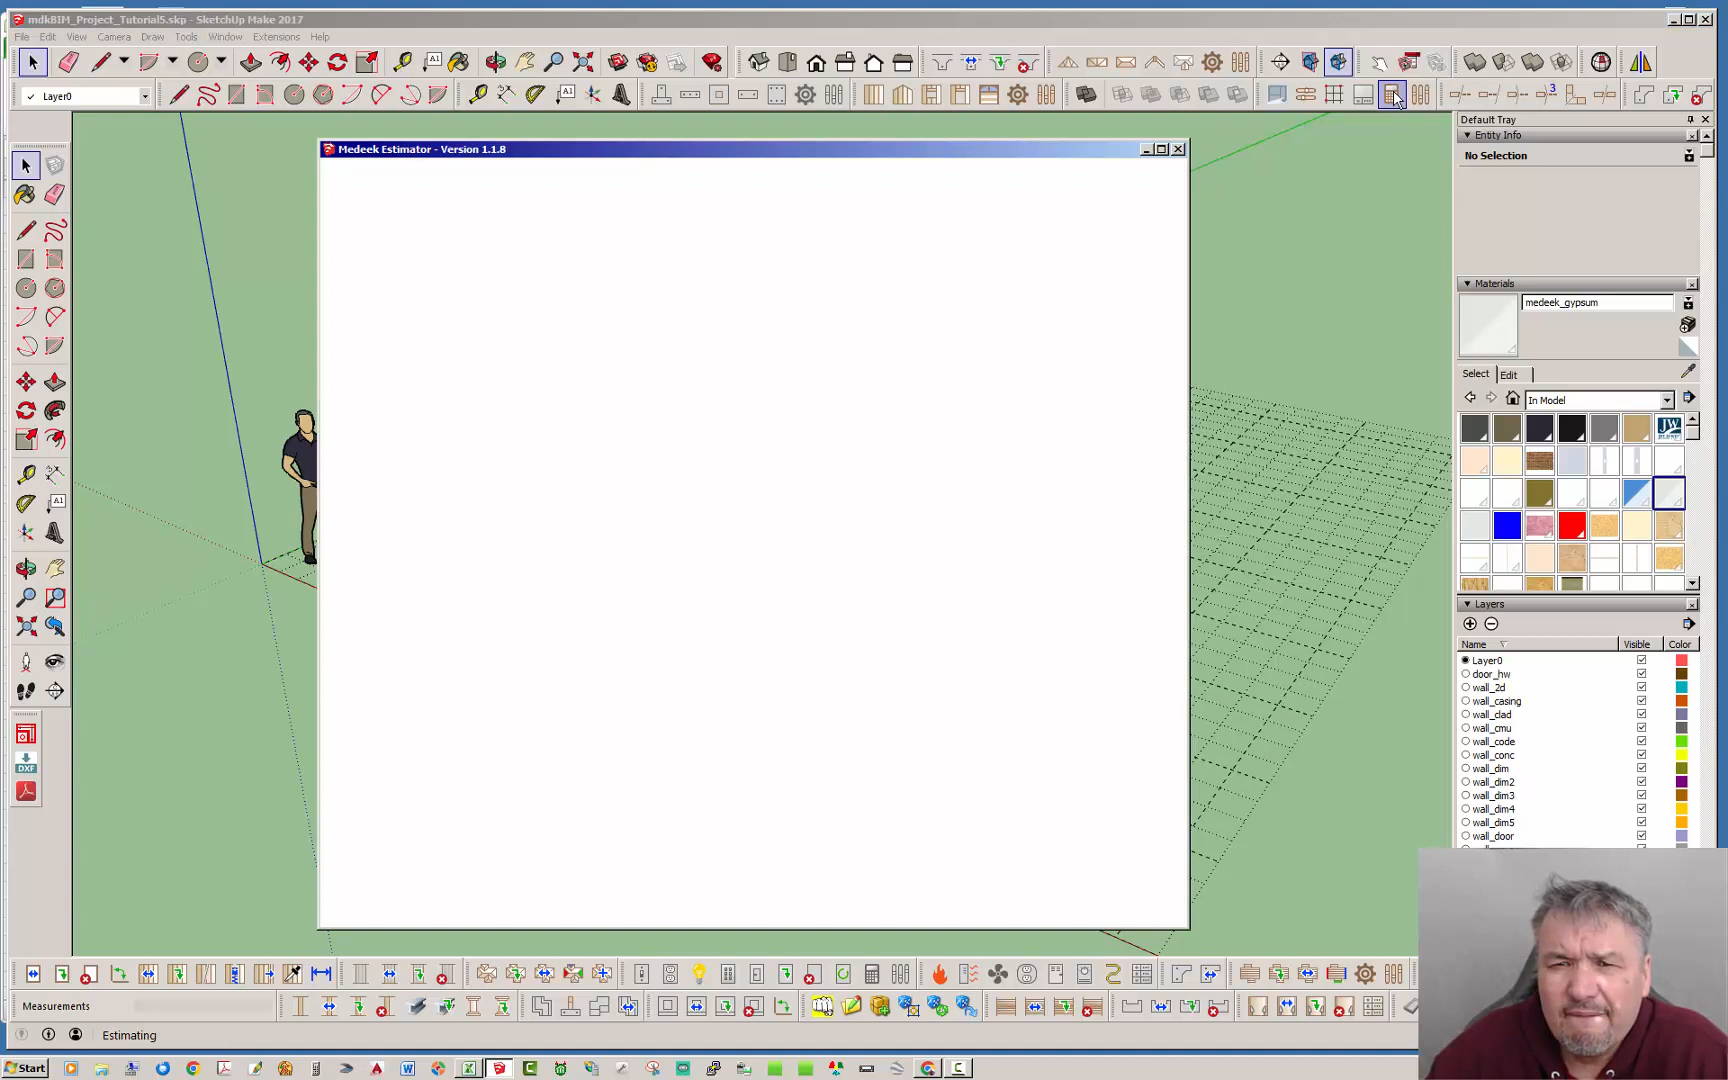 mdkBIM_Project_Tutorial5.skp - SketchUp Make 2017
File Edit View Camera Draw Tools Window Extensions Help
Layer0
Default Tray
Entity Info
No Selection
Medeek Estimator - Version 1.1.8
Materials
medeek_gypsum
Select Edit
In Model
JW
Layers
Name Visible Color
Layer0
door_hw
wall_2d
wall_casing
wall_clad
wall_cmu
wall_code
wall_conc
wall_dim
wall_dim2
wall_dim3
wall_dim4
wall_dim5
wall_door
DXF
Measurements
Estimating
Start